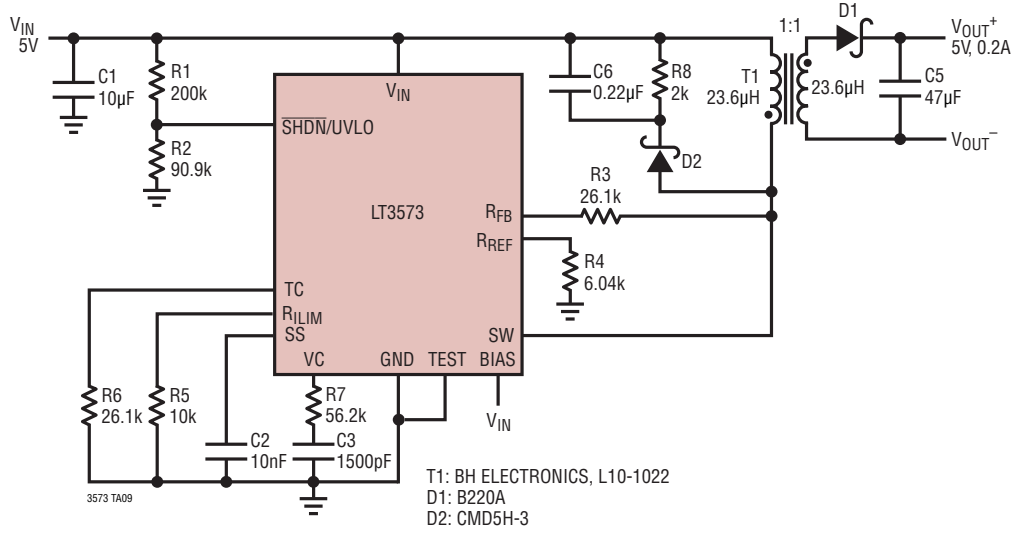 VIN
5V
C1
10µF
R1
200k
R2
90.9k
VIN
SHDN/UVLO
LT3573
C6
0.22µF
R8
2k
D2
T1
23.6µH
1:1
23.6µH
D1
VOUT+
5V, 0.2A
C5
47µF
VOUT–
R3
26.1k
RFB
RREF
R4
6.04k
SW
TC
RILIM
SS
VC
GND
TEST
BIAS
VIN
R6
26.1k
R5
10k
C2
10nF
R7
56.2k
C3
1500pF
3573 TA09
T1: BH ELECTRONICS, L10-1022
D1: B220A
D2: CMD5H-3